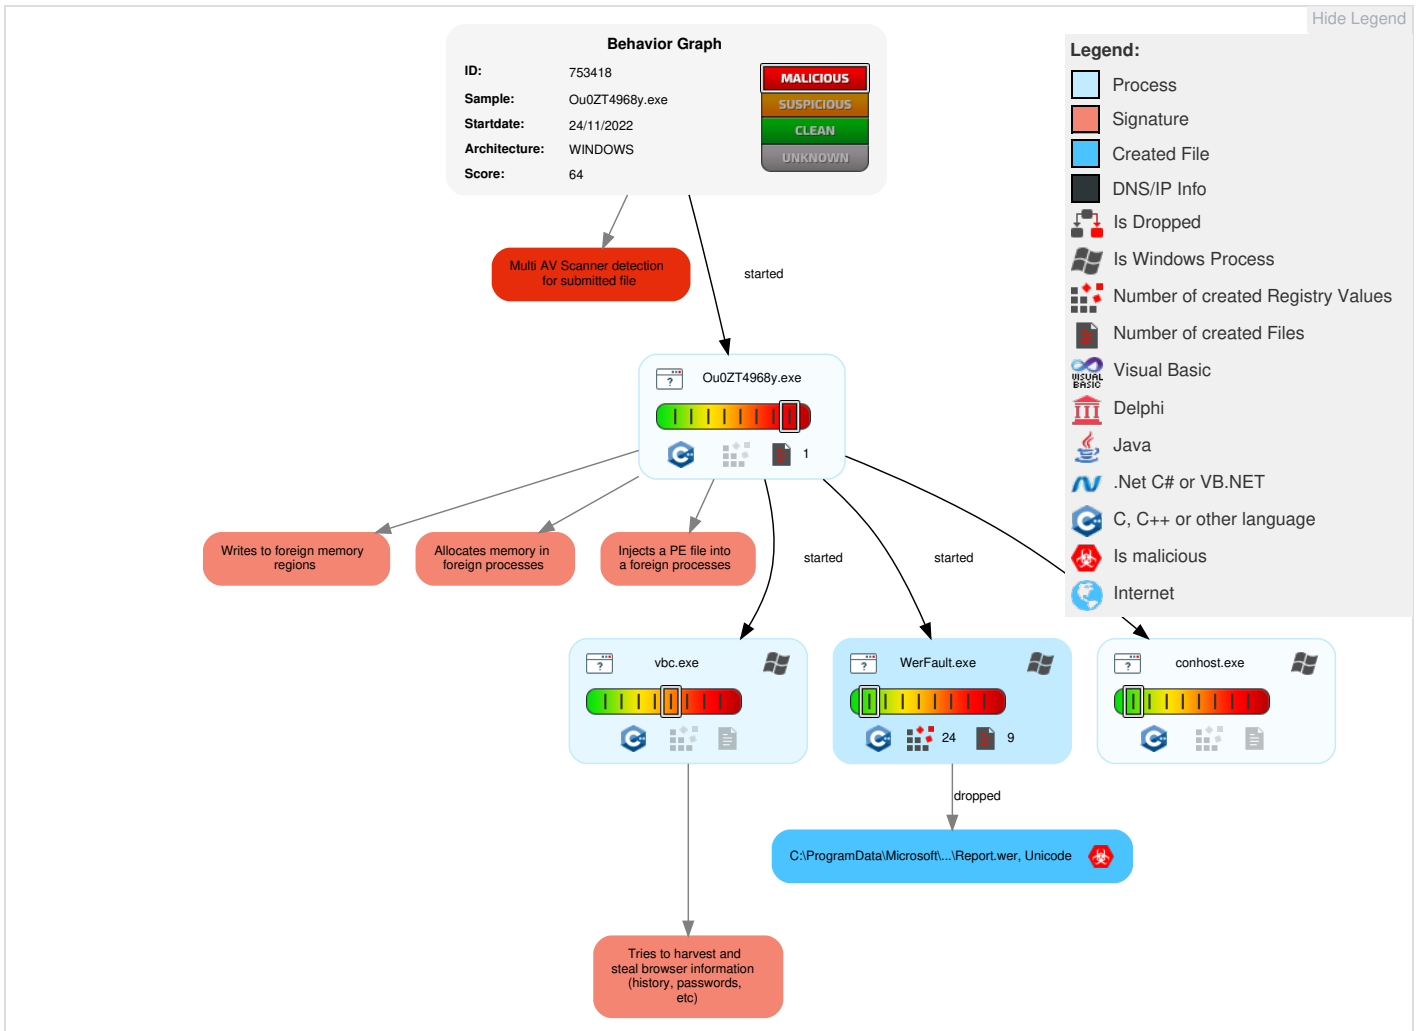 Hide Legend
Behavior Graph
ID: 753418
Sample: Ou0ZT4968y.exe
Startdate: 24/11/2022
Architecture: WINDOWS
Score: 64
MALICIOUS
SUSPICIOUS
CLEAN
UNKNOWN
Legend:
Process
Signature
Created File
DNS/IP Info
Is Dropped
Is Windows Process
Number of created Registry Values
Number of created Files
VISUAL
BASIC
Visual Basic
Delphi
Java
.Net C# or VB.NET
C, C++ or other language
Is malicious
Internet
Multi AV Scanner detection
for submitted file
started
Ou0ZT4968y.exe
1
Writes to foreign memory
regions
Allocates memory in
foreign processes
Injects a PE file into
a foreign processes
started
started
vbc.exe
WerFault.exe
24
9
conhost.exe
dropped
C:\ProgramData\Microsoft\...\Report.wer, Unicode
Tries to harvest and
steal browser information
(history, passwords,
etc)